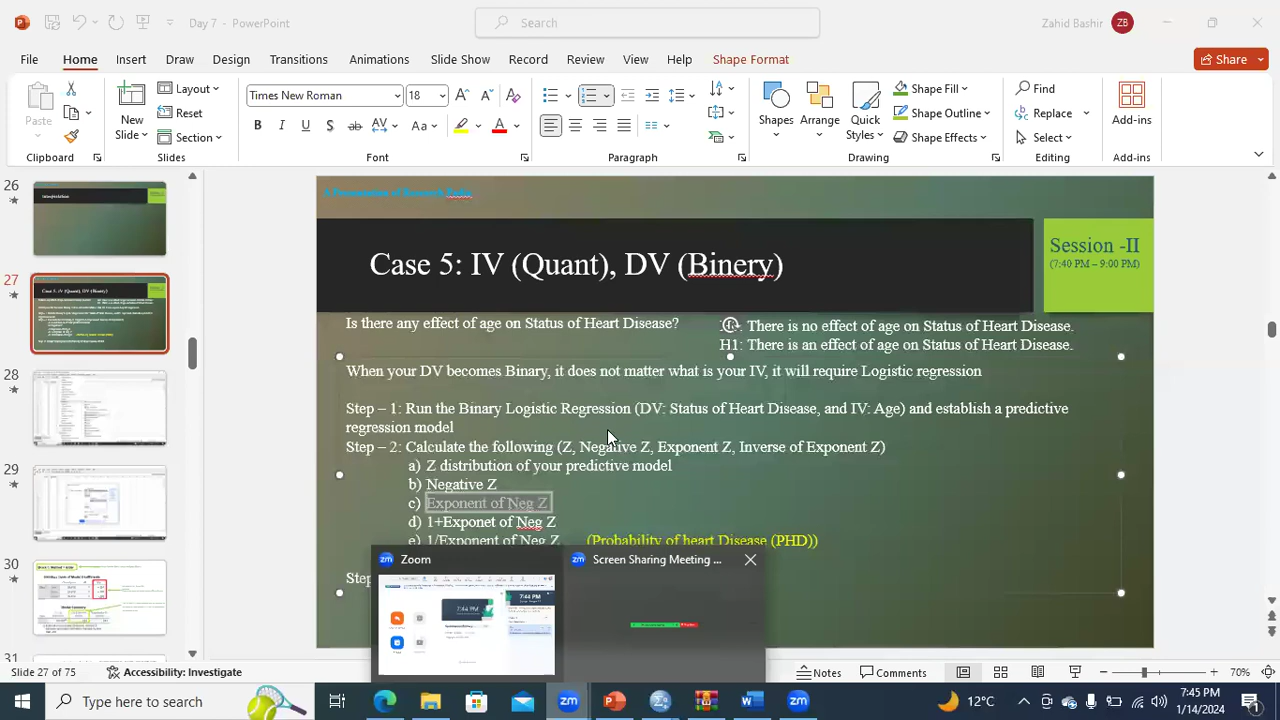 Day 7 - PowerPoint
Search
Zahid Bashir
ZB
File
Home
Insert
Draw
Design
Transitions
Animations
Slide Show
Record
Review
View
Help
Shape Format
Share
Paste
New
Slide
Layout
Reset
Section
Times New Roman
18
Shapes
Arrange
Quick
Styles
Shape Fill
Shape Outline
Shape Effects
Find
Replace
Select
Add-ins
Clipboard
Slides
Font
Paragraph
Drawing
Editing
Add-ins
26
27
28
29
30
31
Case 5: IV (Quant), DV (Binery)
Session -II
(7:40 PM – 9:00 PM)
Is there any effect of Age on Status of Heart Disease?
effect of age on Status of Heart Disease.
H1: There is an effect of age on Status of Heart Disease.
When your DV becomes Binary, it does not matter what is your IV, it will require Logistic regression
Step – 1: Run the Binary Logistic Regression (DV: Status of Heart Disease, and IV: Age) and establish a predictive
regression model
Step – 2: Calculate the following (Z, Negative Z, Exponent Z, Inverse of Exponent Z)
a) Z distribution of your predictive model
b) Negative Z
c) Exponent of Neg Z
d) 1+Exponet of Neg Z
e) 1/Exponent of Neg Z (Probability of heart Disease (PHD))
Zoom
Screen Sharing Meeting ...
7:44 PM
7:44 PM
Slide 27 of 75
Accessibility: Investigate
Notes
Comments
70%
Type here to search
12°C
7:45 PM
1/14/2024